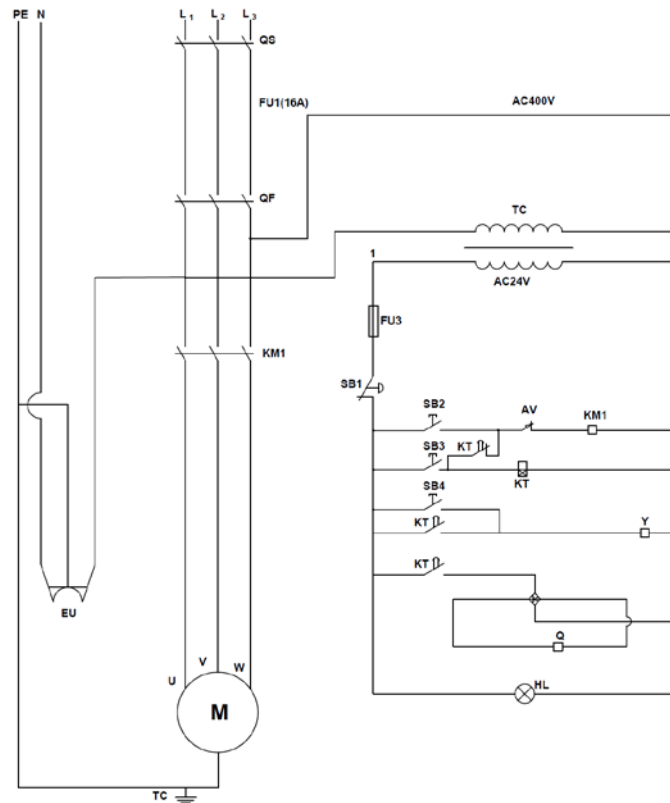 PE N L1 L2 L3
QS
FU1(16A)
AC400V
QF
TC
1
AC24V
FU3
KM1
SB1
SB2
AV
KM1
KT
SB3
KT
SB4
KT
Y
KT
EU
Q
U
V
W
HL
M
TC